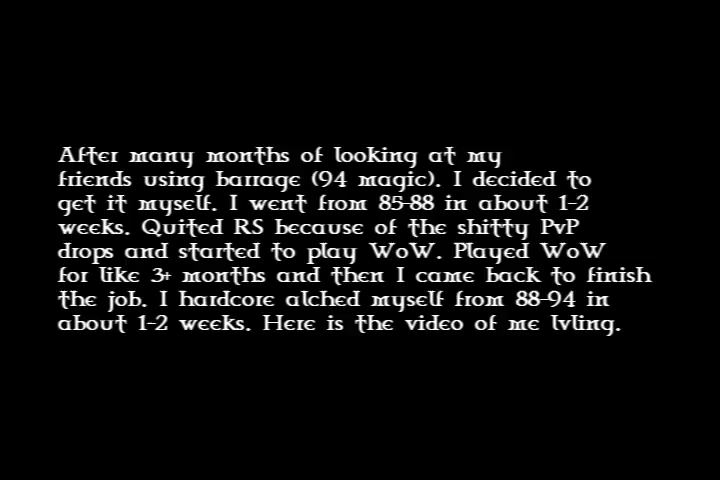 After many months of looking at my
friends using barrage (94 magic). I decided to
get it myself. I went from 85-88 in about 1-2
weeks. Quited RS because of the shitty PvP
drops and started to play WoW. Played WoW
for like 3+ months and then I came back to finish
the job. I hardcore alched myself from 88-94 in
about 1-2 weeks. Here is the video of me lvling.